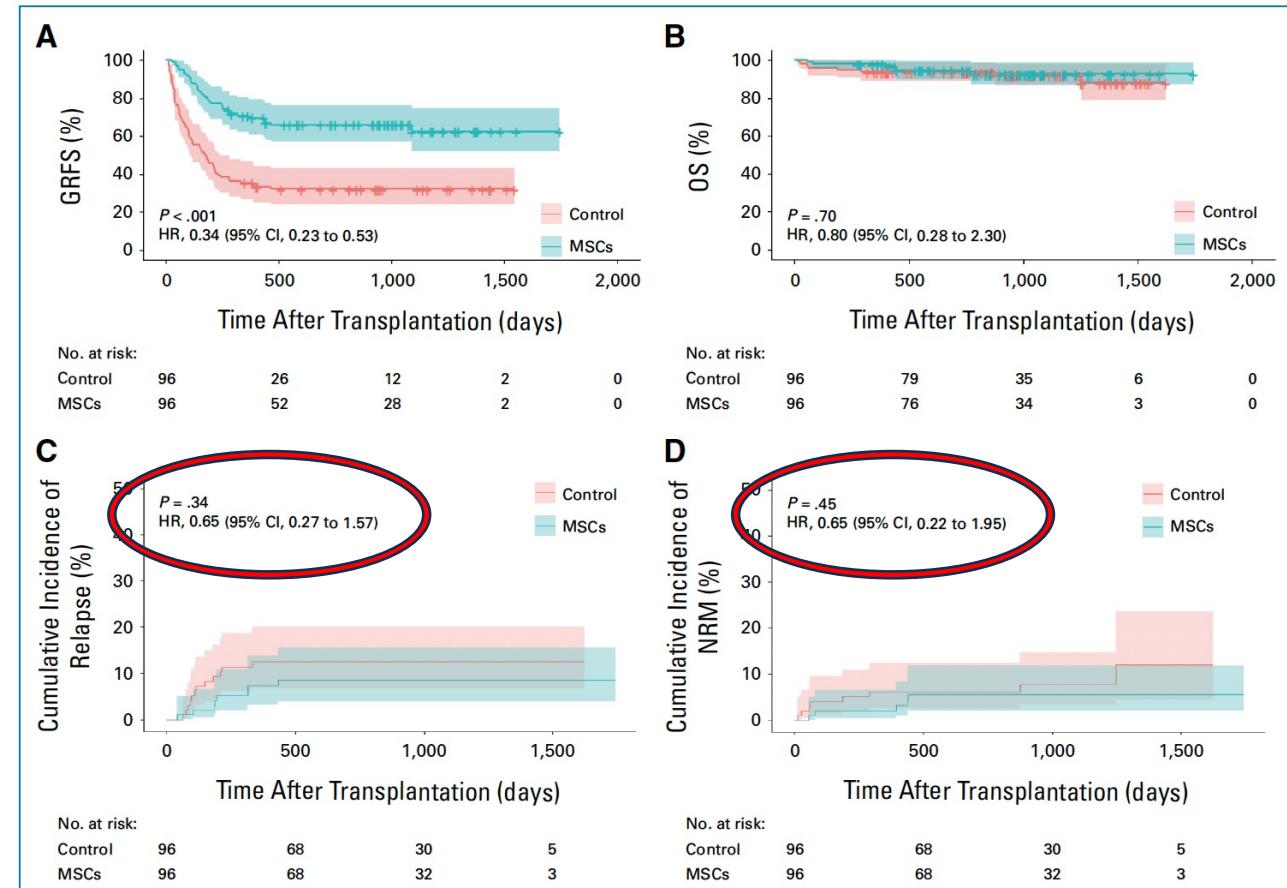 A
100
80
60
40
20
0
GRFS (%)
P < .001
HR, 0.34 (95% CI, 0.23 to 0.53)
Control
MSCs
0 500 1,000 1,500 2,000
Time After Transplantation (days)
No. at risk:
Control 96 26 12 2 0
MSCs 96 52 28 2 0
B
100
80
60
40
20
0
OS (%)
P = .70
HR, 0.80 (95% CI, 0.28 to 2.30)
Control
MSCs
0 500 1,000 1,500 2,000
Time After Transplantation (days)
No. at risk:
Control 96 79 35 6 0
MSCs 96 76 34 3 0
C
50
40
30
20
10
0
Cumulative Incidence of
Relapse (%)
P = .34
HR, 0.65 (95% CI, 0.27 to 1.57)
Control
MSCs
0 500 1,000 1,500
Time After Transplantation (days)
No. at risk:
Control 96 68 30 5
MSCs 96 68 32 3
D
50
40
30
20
10
0
Cumulative Incidence of
NRM (%)
P = .45
HR, 0.65 (95% CI, 0.22 to 1.95)
Control
MSCs
0 500 1,000 1,500
Time After Transplantation (days)
No. at risk:
Control 96 68 30 5
MSCs 96 68 32 3